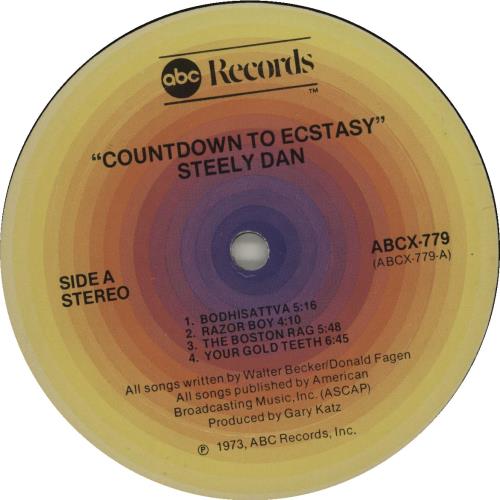 abc Records
™
"COUNTDOWN TO ECSTASY"
STEELY DAN
ABCX-779
(ABCX-779-A)
SIDE A
STEREO
1. BODHISATTVA 5:16
2. RAZOR BOY 4:10
3. THE BOSTON RAG 5:48
4. YOUR GOLD TEETH 6:45
All songs written by Walter Becker/Donald Fagen
All songs published by American
Broadcasting Music, Inc. (ASCAP)
Produced by Gary Katz
℗ 1973, ABC Records, Inc.